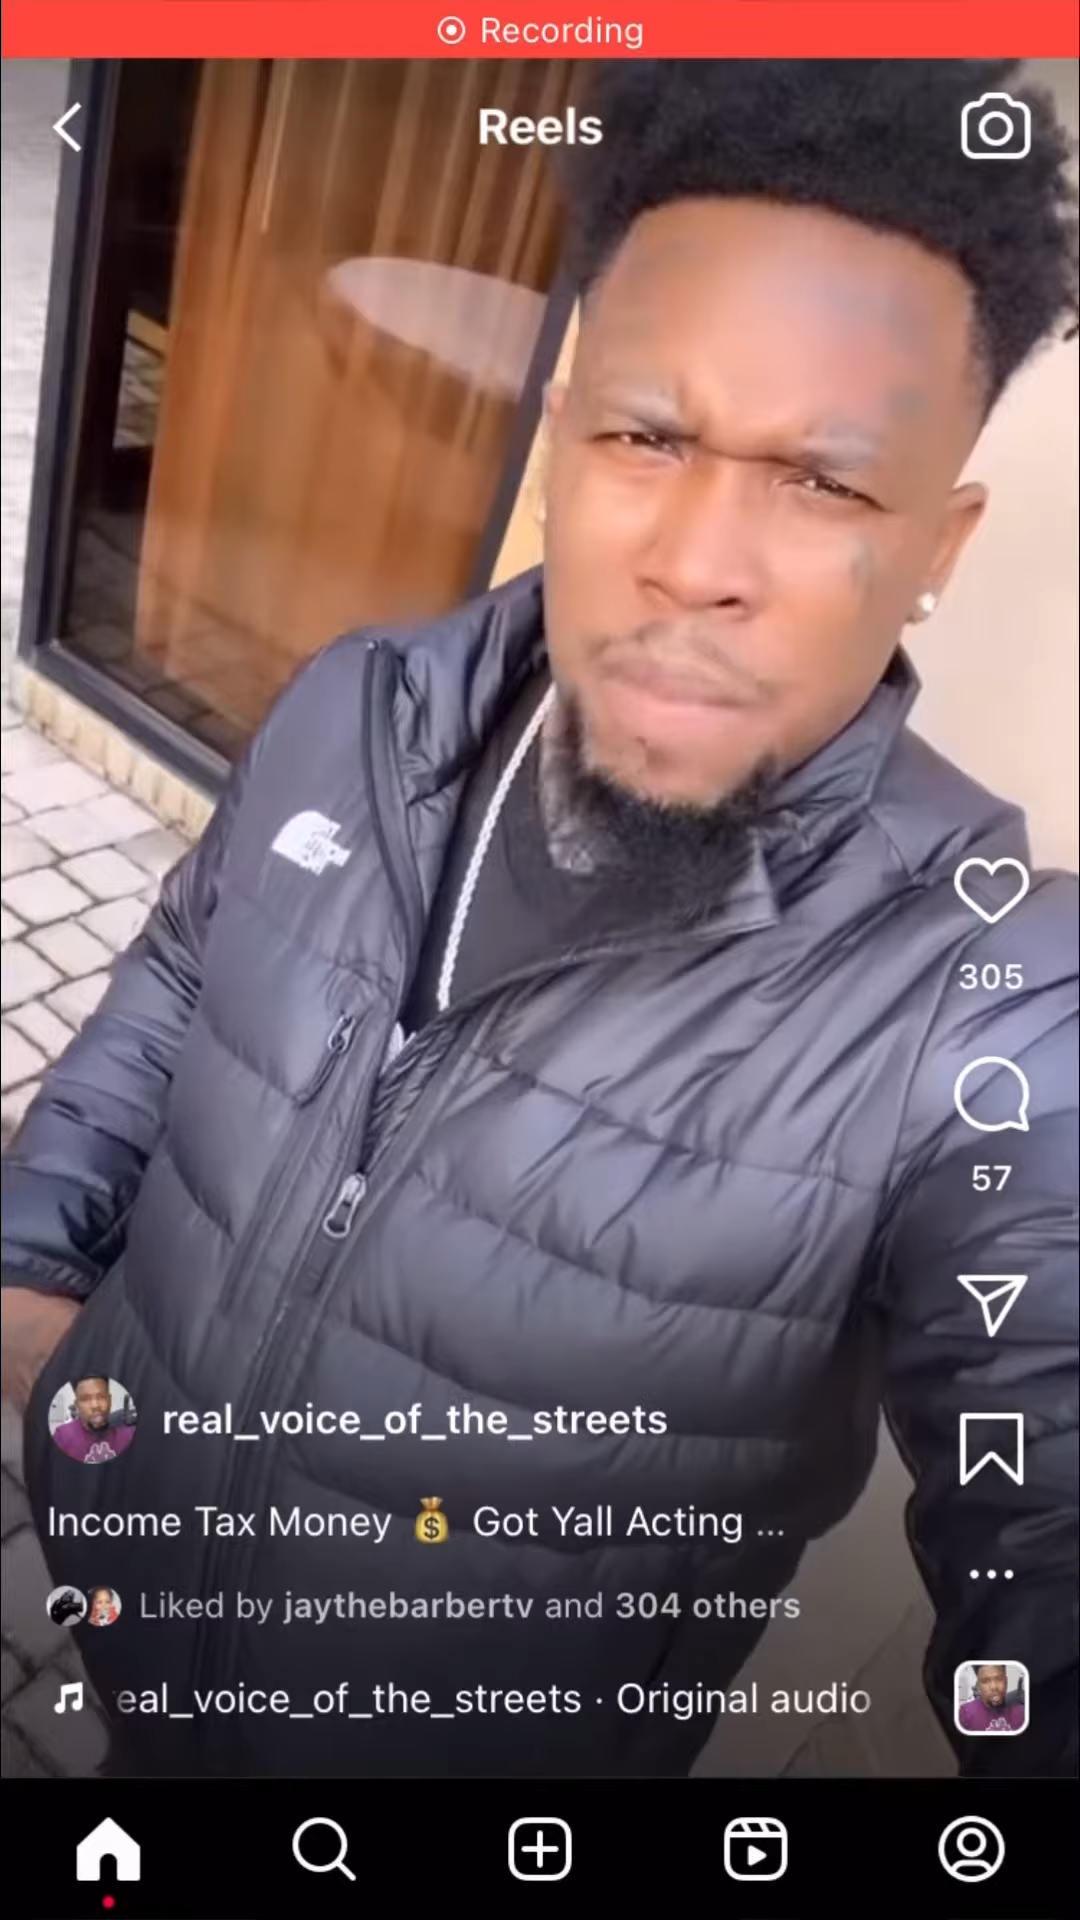 Recording
Reels
305
57
real_voice_of_the_streets
Income Tax Money 💰 Got Yall Acting ...
Liked by jaythebarbertv and 304 others
eal_voice_of_the_streets · Original audio